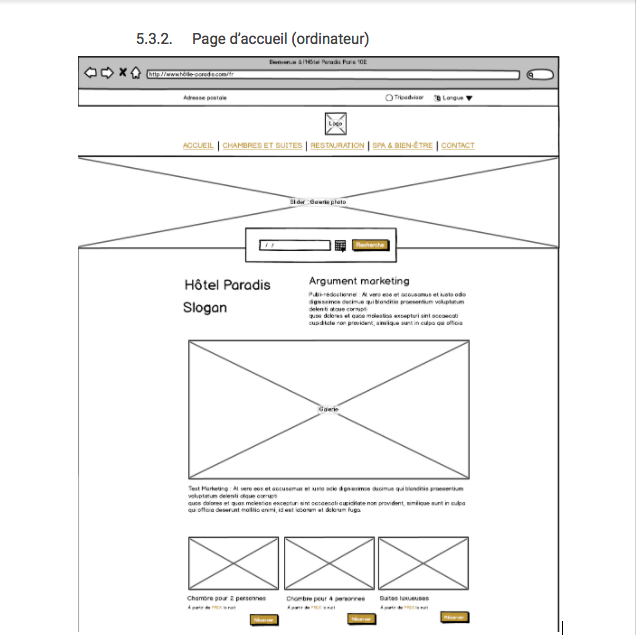 5.3.2. Page d'accueil (ordinateur)
Bienvenue à l'Hôtel Paradis Paris 10E
http://www.hôtle-paradis.com/fr
Adresse postale Tripadvisor Langue
Logo
ACCUEIL | CHAMBRES ET SUITES | RESTAURATION | SPA & BIEN-ÊTRE | CONTACT
Slider : Galerie photo
/ / Recherche
Hôtel Paradis
Slogan
Argument marketing
Publi-rédactionnel : At vero eos et accusamus et iusto odio
dignissimos ducimus qui blanditiis praesentium voluptatum
deleniti atque corrupti
quos dolores et quas molestias excepturi sint occaecati
cupiditate non provident, similique sunt in culpa qui officia
Galerie
Text Marketing : At vero eos et accusamus et iusto odio dignissimos ducimus qui blanditiis praesentium
voluptatum deleniti atque corrupti
quos dolores et quas molestias excepturi sint occaecati cupiditate non provident, similique sunt in culpa
qui officia deserunt mollitia animi, id est laborum et dolorum fuga.
Chambre pour 2 personnes
À partir de PRIX la nuit
Réserver
Chambre pour 4 personnes
À partir de PRIX la nuit
Réserver
Suites luxueuses
À partir de PRIX la nuit
Réserver